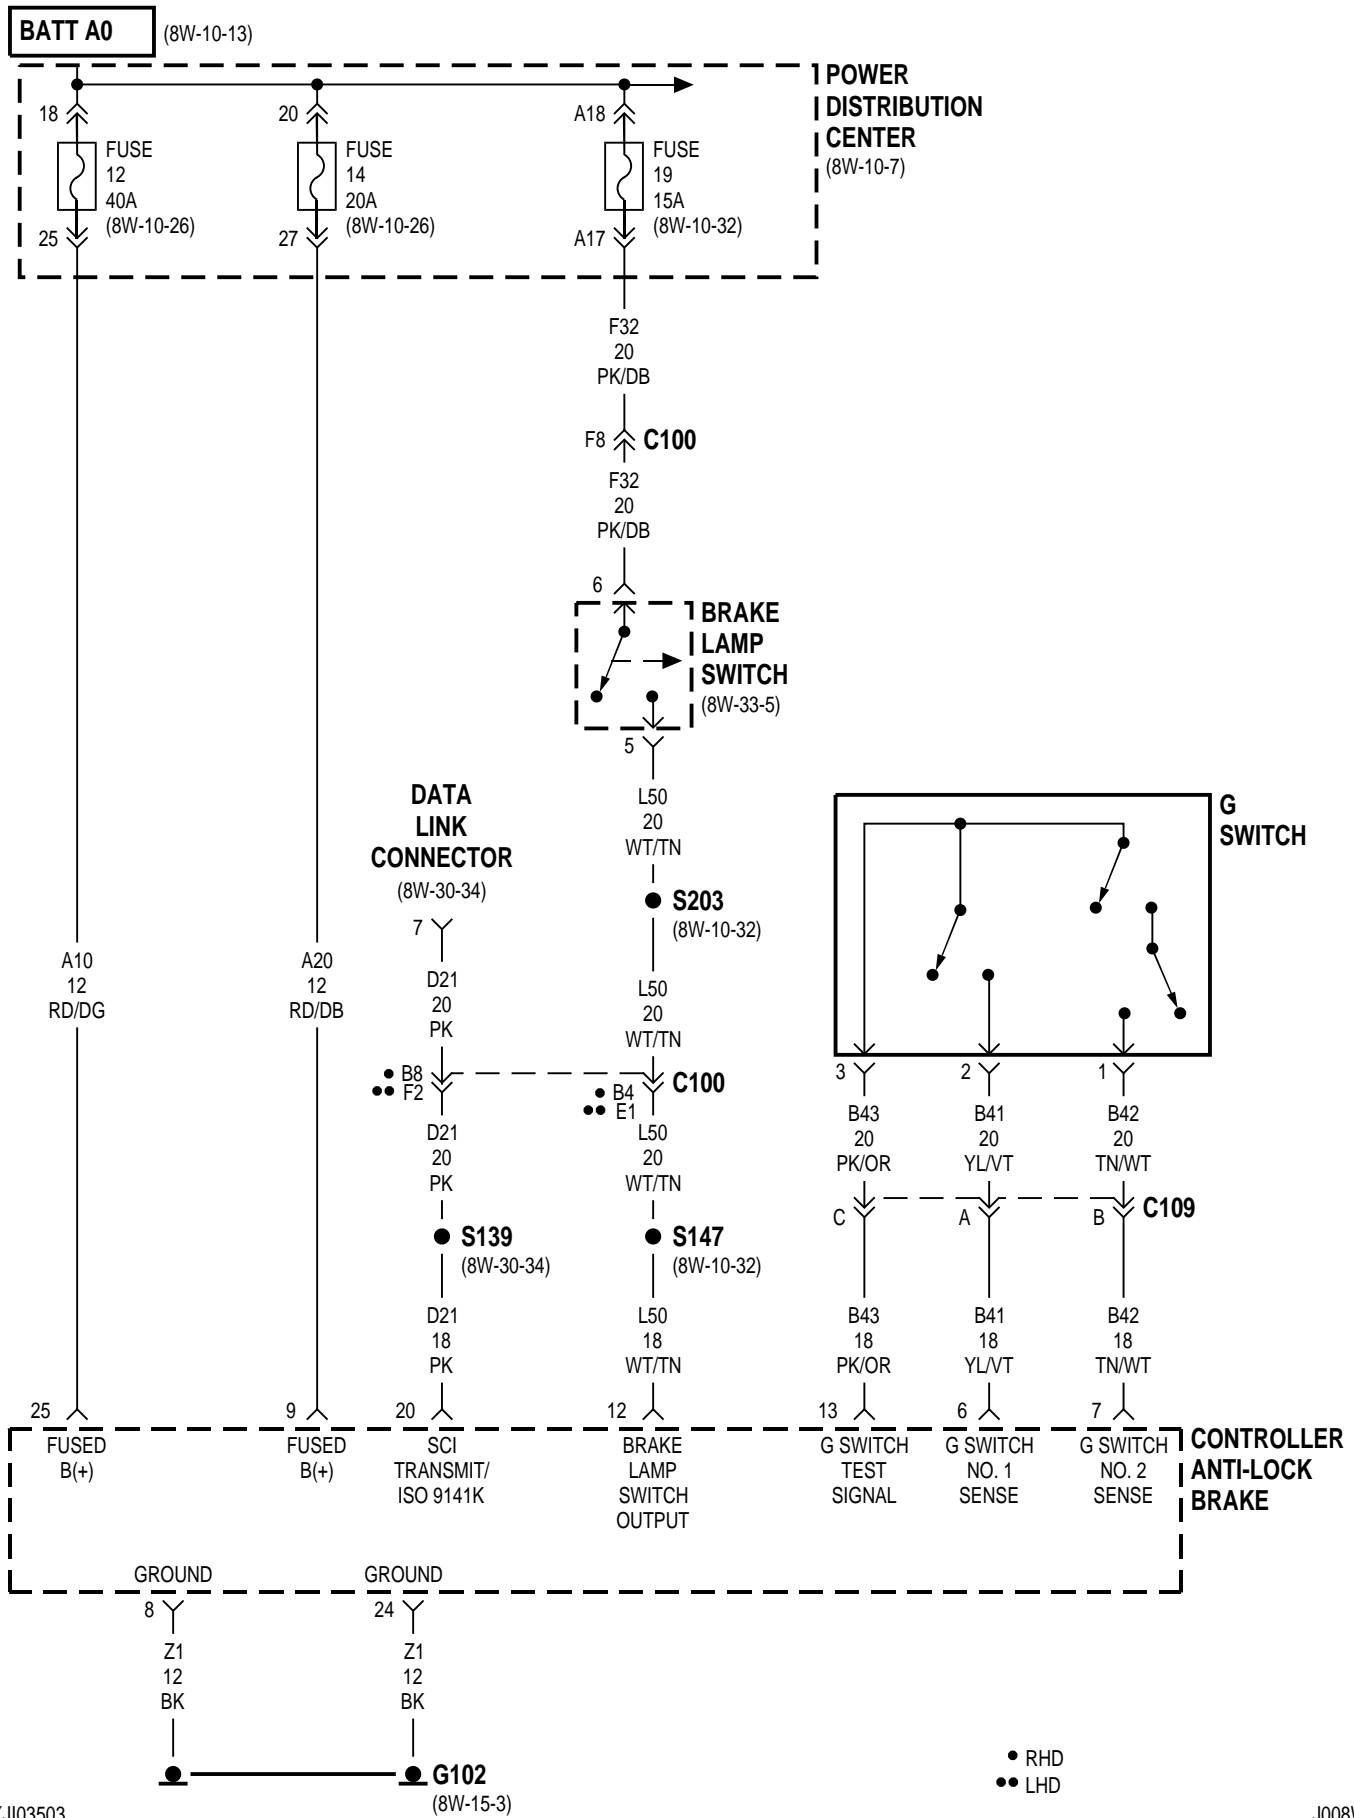 BATT A0
(8W-10-13)
POWER
DISTRIBUTION
CENTER
(8W-10-7)
18
FUSE
12
40A
(8W-10-26)
25
20
FUSE
14
20A
(8W-10-26)
27
A18
FUSE
19
15A
(8W-10-32)
A17
F32
20
PK/DB
F8
C100
F32
20
PK/DB
6
BRAKE
LAMP
SWITCH
(8W-33-5)
5
L50
20
WT/TN
S203
(8W-10-32)
L50
20
WT/TN
DATA
LINK
CONNECTOR
(8W-30-34)
7
D21
20
PK
A10
12
RD/DG
A20
12
RD/DB
• B8
•• F2
• B4
•• E1
C100
D21
20
PK
L50
20
WT/TN
S139
(8W-30-34)
S147
(8W-10-32)
D21
18
PK
L50
18
WT/TN
G
SWITCH
3
2
1
B43
20
PK/OR
B41
20
YL/VT
B42
20
TN/WT
C
A
B
C109
B43
18
PK/OR
B41
18
YL/VT
B42
18
TN/WT
25
9
20
12
13
6
7
FUSED
B(+)
FUSED
B(+)
SCI
TRANSMIT/
ISO 9141K
BRAKE
LAMP
SWITCH
OUTPUT
G SWITCH
TEST
SIGNAL
G SWITCH
NO. 1
SENSE
G SWITCH
NO. 2
SENSE
CONTROLLER
ANTI-LOCK
BRAKE
GROUND
GROUND
8
24
Z1
12
BK
Z1
12
BK
G102
(8W-15-3)
• RHD
•• LHD
JI03503
J008